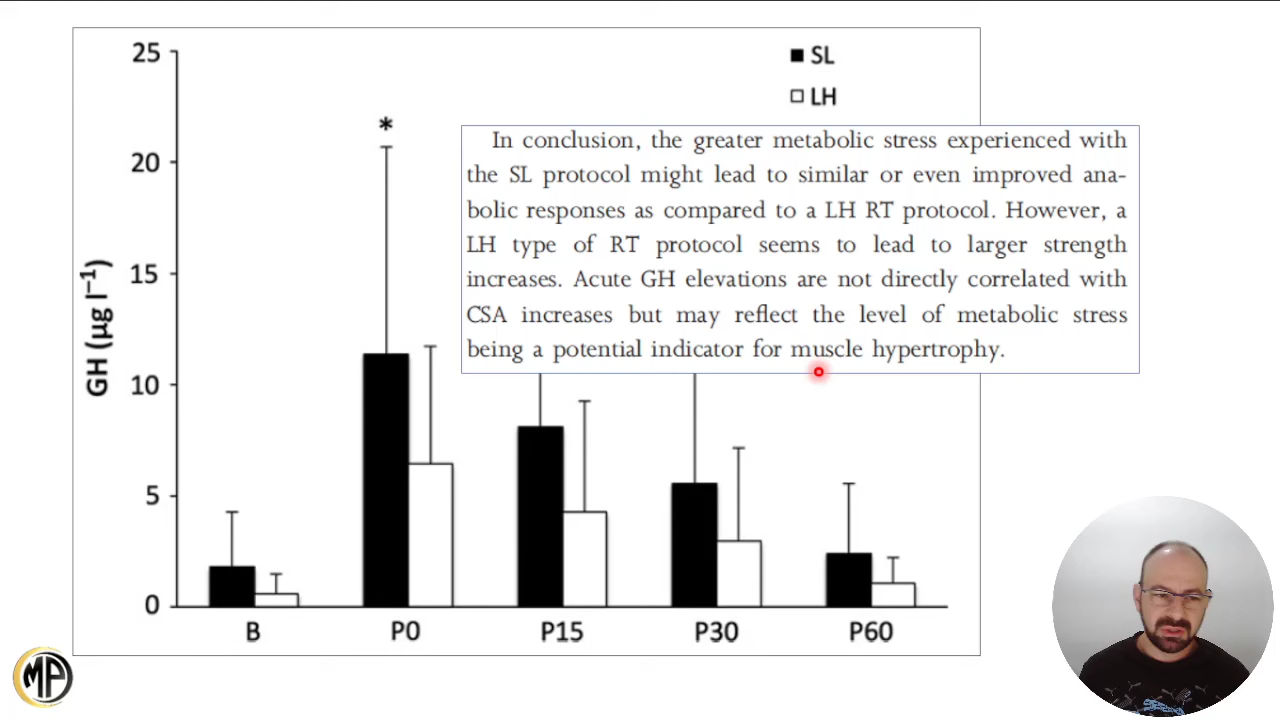 25
SL
LH
*
20
15
10
5
0
GH (µg l⁻¹)
In conclusion, the greater metabolic stress experienced with
the SL protocol might lead to similar or even improved ana-
bolic responses as compared to a LH RT protocol. However, a
LH type of RT protocol seems to lead to larger strength
increases. Acute GH elevations are not directly correlated with
CSA increases but may reflect the level of metabolic stress
being a potential indicator for muscle hypertrophy.
B P0 P15 P30 P60
MP